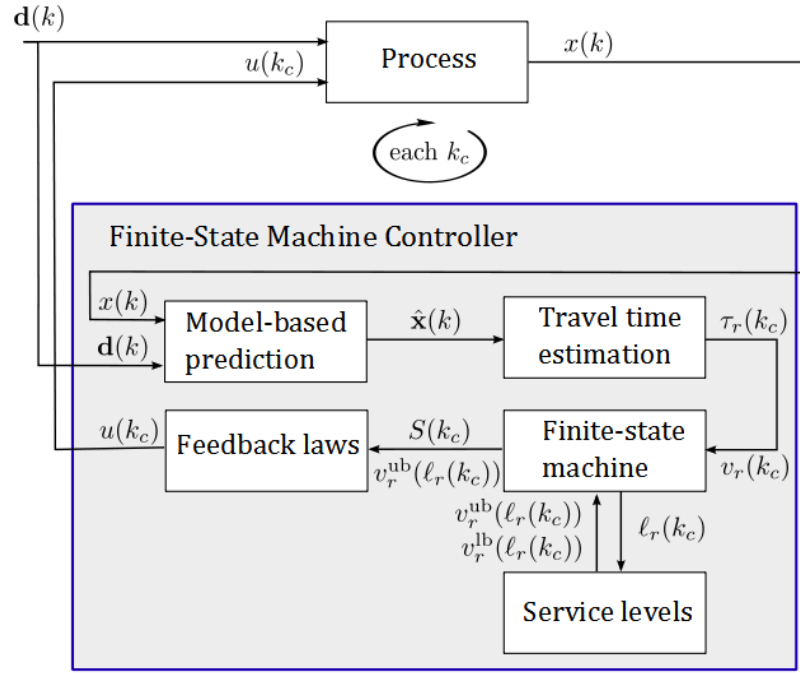 d(k)
u(k_c)
Process
x(k)
each k_c
Finite-State Machine Controller
x(k)
d(k)
Model-based
prediction
x̂(k)
Travel time
estimation
τ_r(k_c)
u(k_c)
Feedback laws
S(k_c)
v_r^ub(ℓ_r(k_c))
Finite-state
machine
v_r(k_c)
v_r^ub(ℓ_r(k_c))
v_r^lb(ℓ_r(k_c))
ℓ_r(k_c)
Service levels